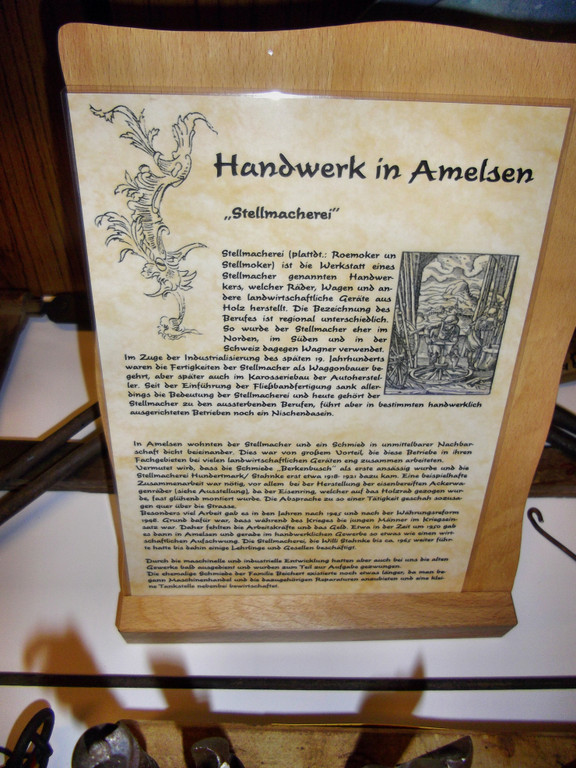 Handwerk in Amelsen
„Stellmacherei"
Stellmacherei (plattdt.: Roemoker un
Stellmoker) ist die Werkstatt eines
Stellmacher genannten Handwer-
kers, welcher Räder, Wagen und an-
dere landwirtschaftliche Geräte aus
Holz herstellt. Die Bezeichnung des
Berufes ist regional unterschiedlich.
So wurde der Stellmacher eher im
Norden, im Süden und in der
Schweiz dagegen Wagner verwendet.
Im Zuge der Industrialisierung des späten 19. Jahrhunderts
waren die Fertigkeiten der Stellmacher als Waggonbauer be-
gehrt, aber später auch im Karosseriebau der Autoherstel-
ler. Seit der Einführung der Fließbandfertigung sank aller-
dings die Bedeutung der Stellmacherei und heute gehört der
Stellmacher zu den aussterbenden Berufen, führt aber in bestimmten handwerklich
ausgerichteten Betrieben noch ein Nischendasein.
In Amelsen wohnten der Stellmacher und ein Schmied in unmittelbarer Nachbar-
schaft dicht beieinander. Dies war von großem Vorteil, die diese Betriebe in ihren
Fachgebieten bei vielen landwirtschaftlichen Geräten eng zusammen arbeiteten.
Vermutet wird, dass die Schmiede „Berkenbusch" als erste ansässig wurde und die
Stellmacherei Hundertmark/ Stahnke erst etwa 1918- 1921 dazu kam. Eine beispielhafte
Zusammenarbeit war nötig, vor allem bei der Herstellung der eisenbereiften Ackerwa-
genräder (siehe Ausstellung), da der Eisenring, welcher auf das Holzrad gezogen wur-
de, fast glühend montiert wurde. Die Absprache zu so einer Tätigkeit geschah sozusa-
gen quer über die Strasse.
Besonders viel Arbeit gab es in den Jahren nach 1945 und nach der Währungsreform
1948. Grund dafür war, dass während des Krieges die jungen Männer im Kriegsein-
satz war. Daher fehlten die Arbeitskräfte und das Geld. Etwa in der Zeit um 1950 gab
es dann in Amelsen und gerade im handwerklichen Gewerbe so etwas wie einen wirt-
schaftlichen Aufschwung. Die Stellmacherei, die Willi Stahnke bis ca. 1965 weiter führ-
te hatte bis dahin einige Lehrlinge und Gesellen beschäftigt.
Durch die maschinelle und industrielle Entwicklung hatten aber auch bei uns die alten
Gewerke bald ausgedient und wurden zum Teil zur Aufgabe gezwungen.
Die ehemalige Schmiede der Familie Reichert existierte noch etwas länger, da man be-
gann Maschinenhandel und die dazugehörigen Reparaturen anzubieten und eine klei-
ne Tankstelle nebenbei bewirtschaftet.